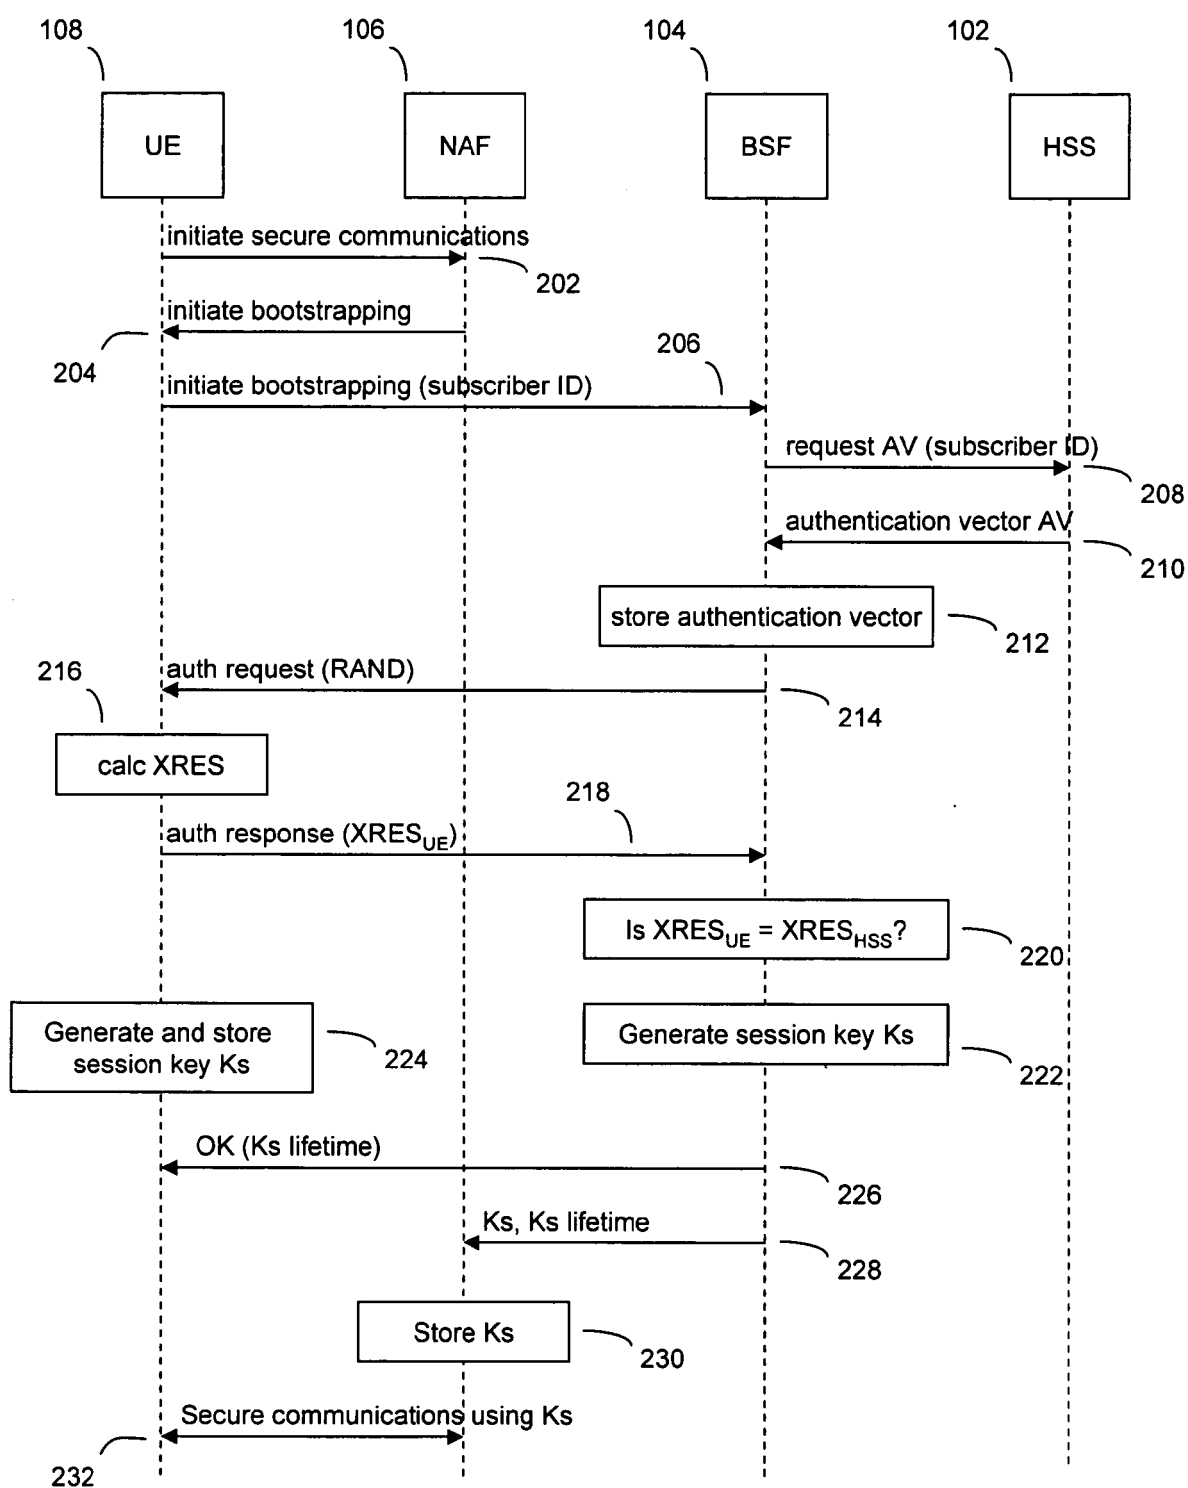 108
106
104
102
UE
NAF
BSF
HSS
initiate secure communications
202
initiate bootstrapping
204
206
initiate bootstrapping (subscriber ID)
request AV (subscriber ID)
208
authentication vector AV
210
store authentication vector
212
216
auth request (RAND)
214
calc XRES
218
auth response (XRES_UE)
Is XRES_UE = XRES_HSS?
220
Generate and store
session key Ks
224
Generate session key Ks
222
OK (Ks lifetime)
226
Ks, Ks lifetime
228
Store Ks
230
Secure communications using Ks
232